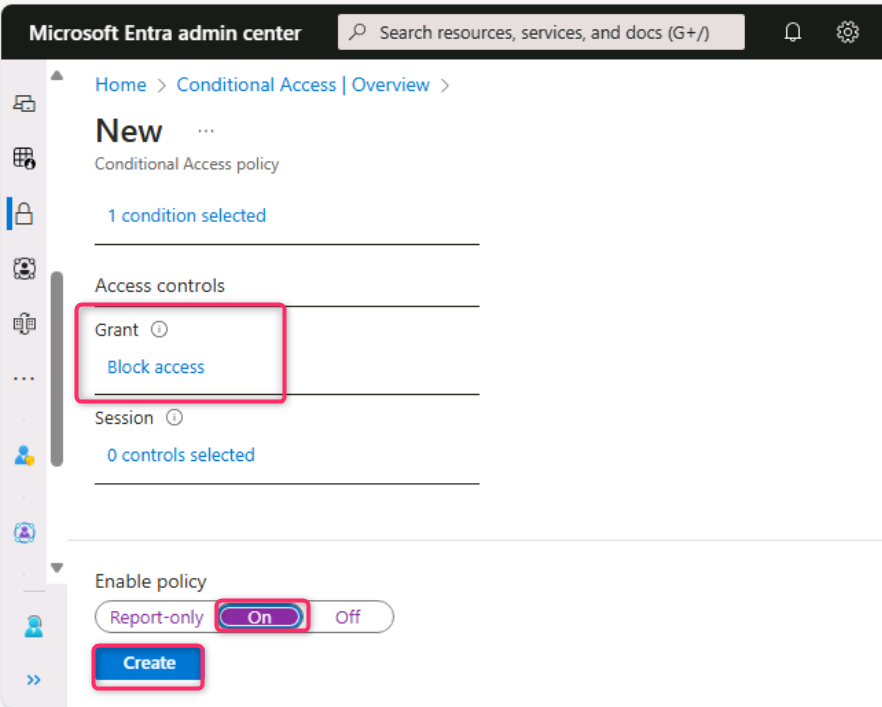 Microsoft Entra admin center
Search resources, services, and docs (G+/)
Home > Conditional Access | Overview >
New ...
Conditional Access policy
1 condition selected
Access controls
Grant
Block access
Session
0 controls selected
Enable policy
Report-only On Off
Create